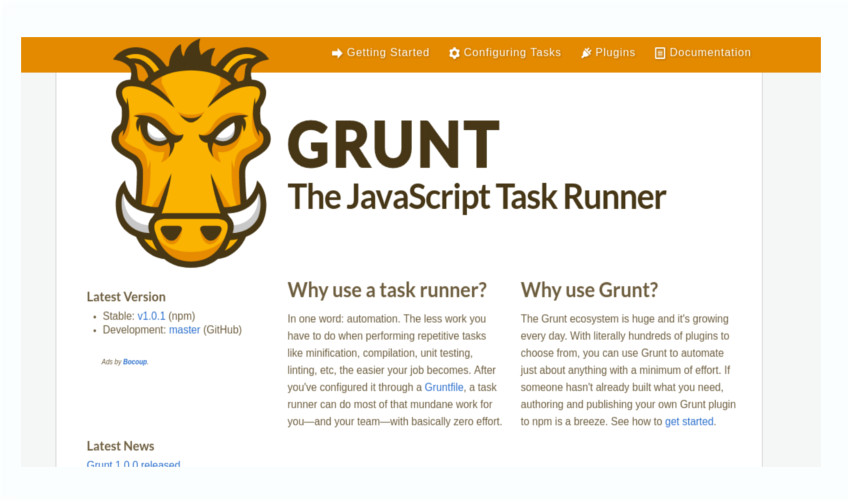 Getting Started Configuring Tasks Plugins Documentation
GRUNT
The JavaScript Task Runner
Latest Version
• Stable: v1.0.1 (npm)
• Development: master (GitHub)
Ads by Bocoup.
Latest News
Grunt 1.0.0 released
Why use a task runner?
In one word: automation. The less work you
have to do when performing repetitive tasks
like minification, compilation, unit testing,
linting, etc, the easier your job becomes. After
you've configured it through a Gruntfile, a task
runner can do most of that mundane work for
you—and your team—with basically zero effort.
Why use Grunt?
The Grunt ecosystem is huge and it's growing
every day. With literally hundreds of plugins to
choose from, you can use Grunt to automate
just about anything with a minimum of effort. If
someone hasn't already built what you need,
authoring and publishing your own Grunt plugin
to npm is a breeze. See how to get started.